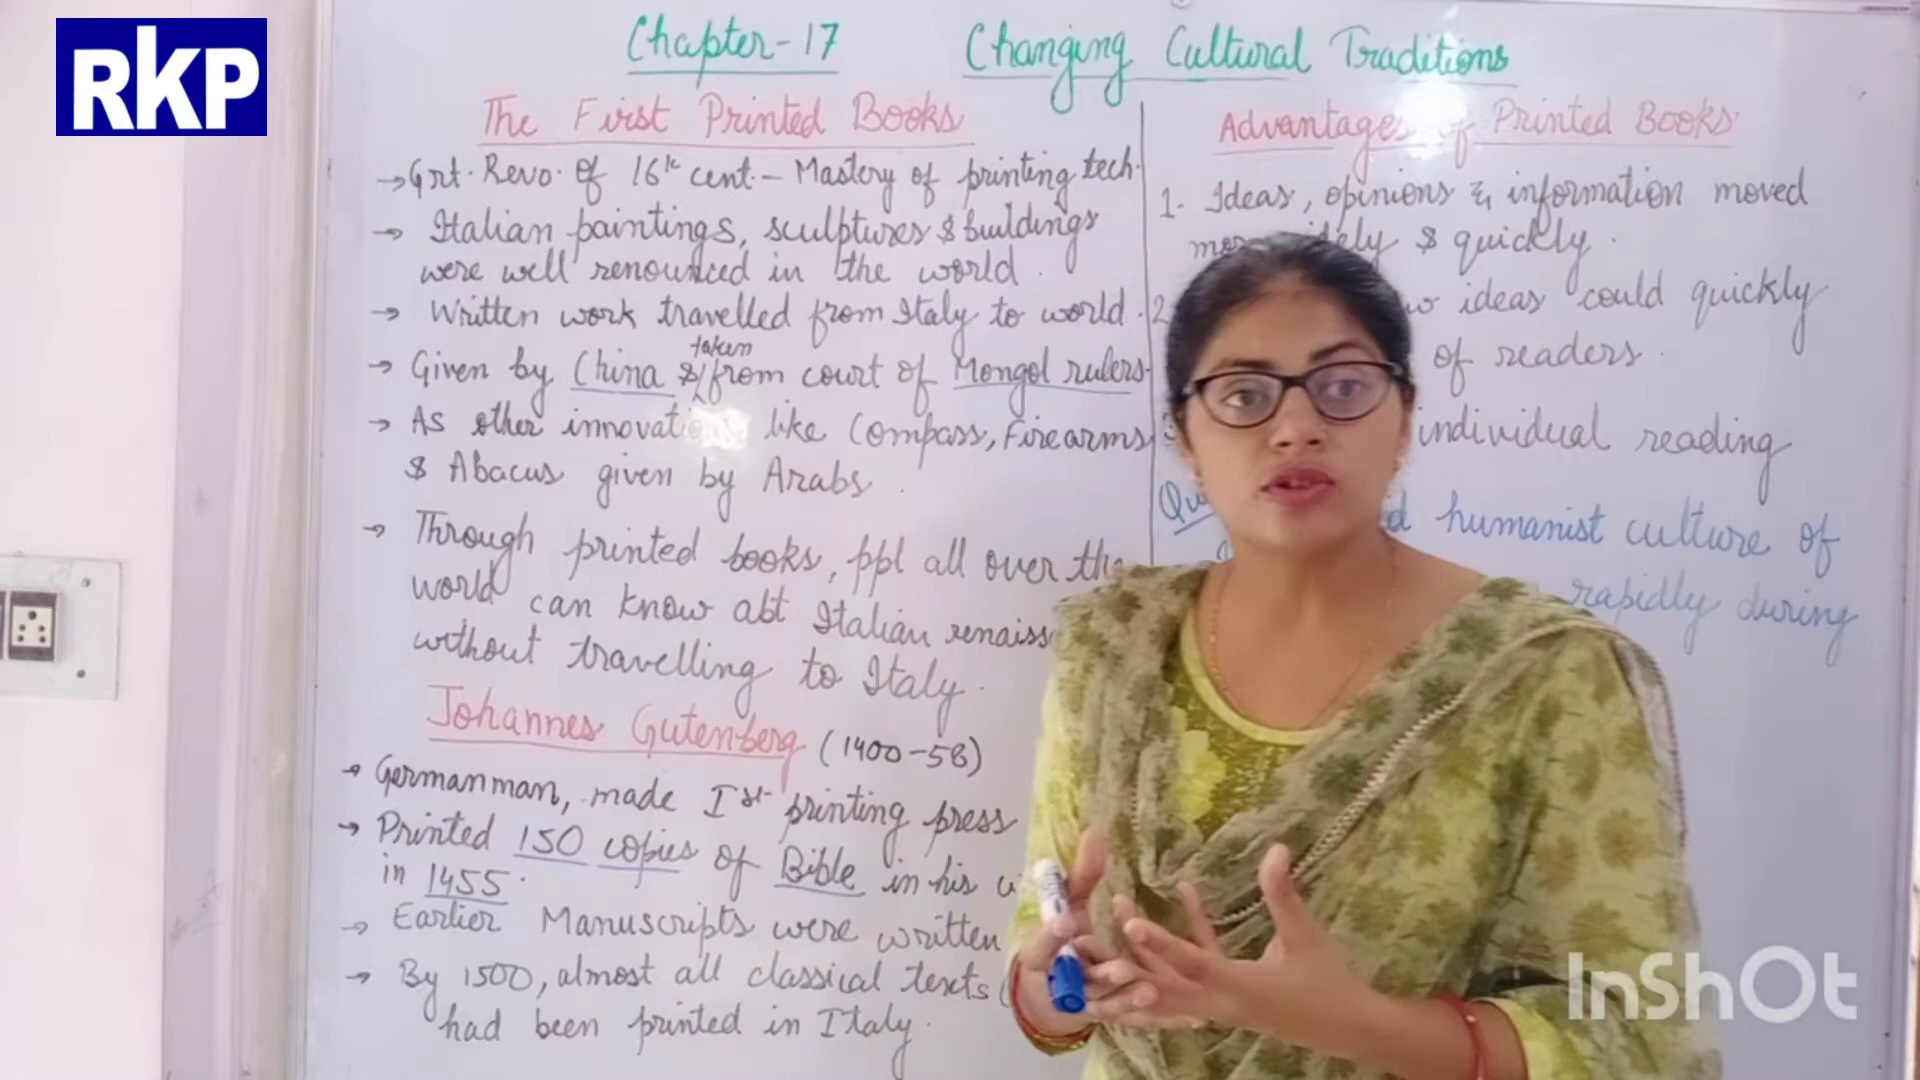 RKP
Chapter-17 Changing Cultural Traditions
The First Printed Books
→ Grt. Revo. of 16th cent. - Mastery of printing tech.
→ Italian paintings, sculptures & buildings
were well renounced in the world.
→ Written work travelled from Italy to world.
taken
→ Given by China & from court of Mongol rulers.
→ As other innovations like Compass, Firearms
& Abacus given by Arabs.
→ Through printed books, ppl all over the
world can know abt Italian renaiss
without travelling to Italy.
Johannes Gutenberg (1400-58)
→ German man, made Ist printing press
→ Printed 150 copies of Bible in his
in 1455.
→ Earlier Manuscripts were written
→ By 1500, almost all classical texts (
had been printed in Italy.
Advantages of Printed Books
1. Ideas, opinions & information moved
& quickly.
2. ideas could quickly
of readers.
individual reading
humanist culture of
rapidly during
InShOt